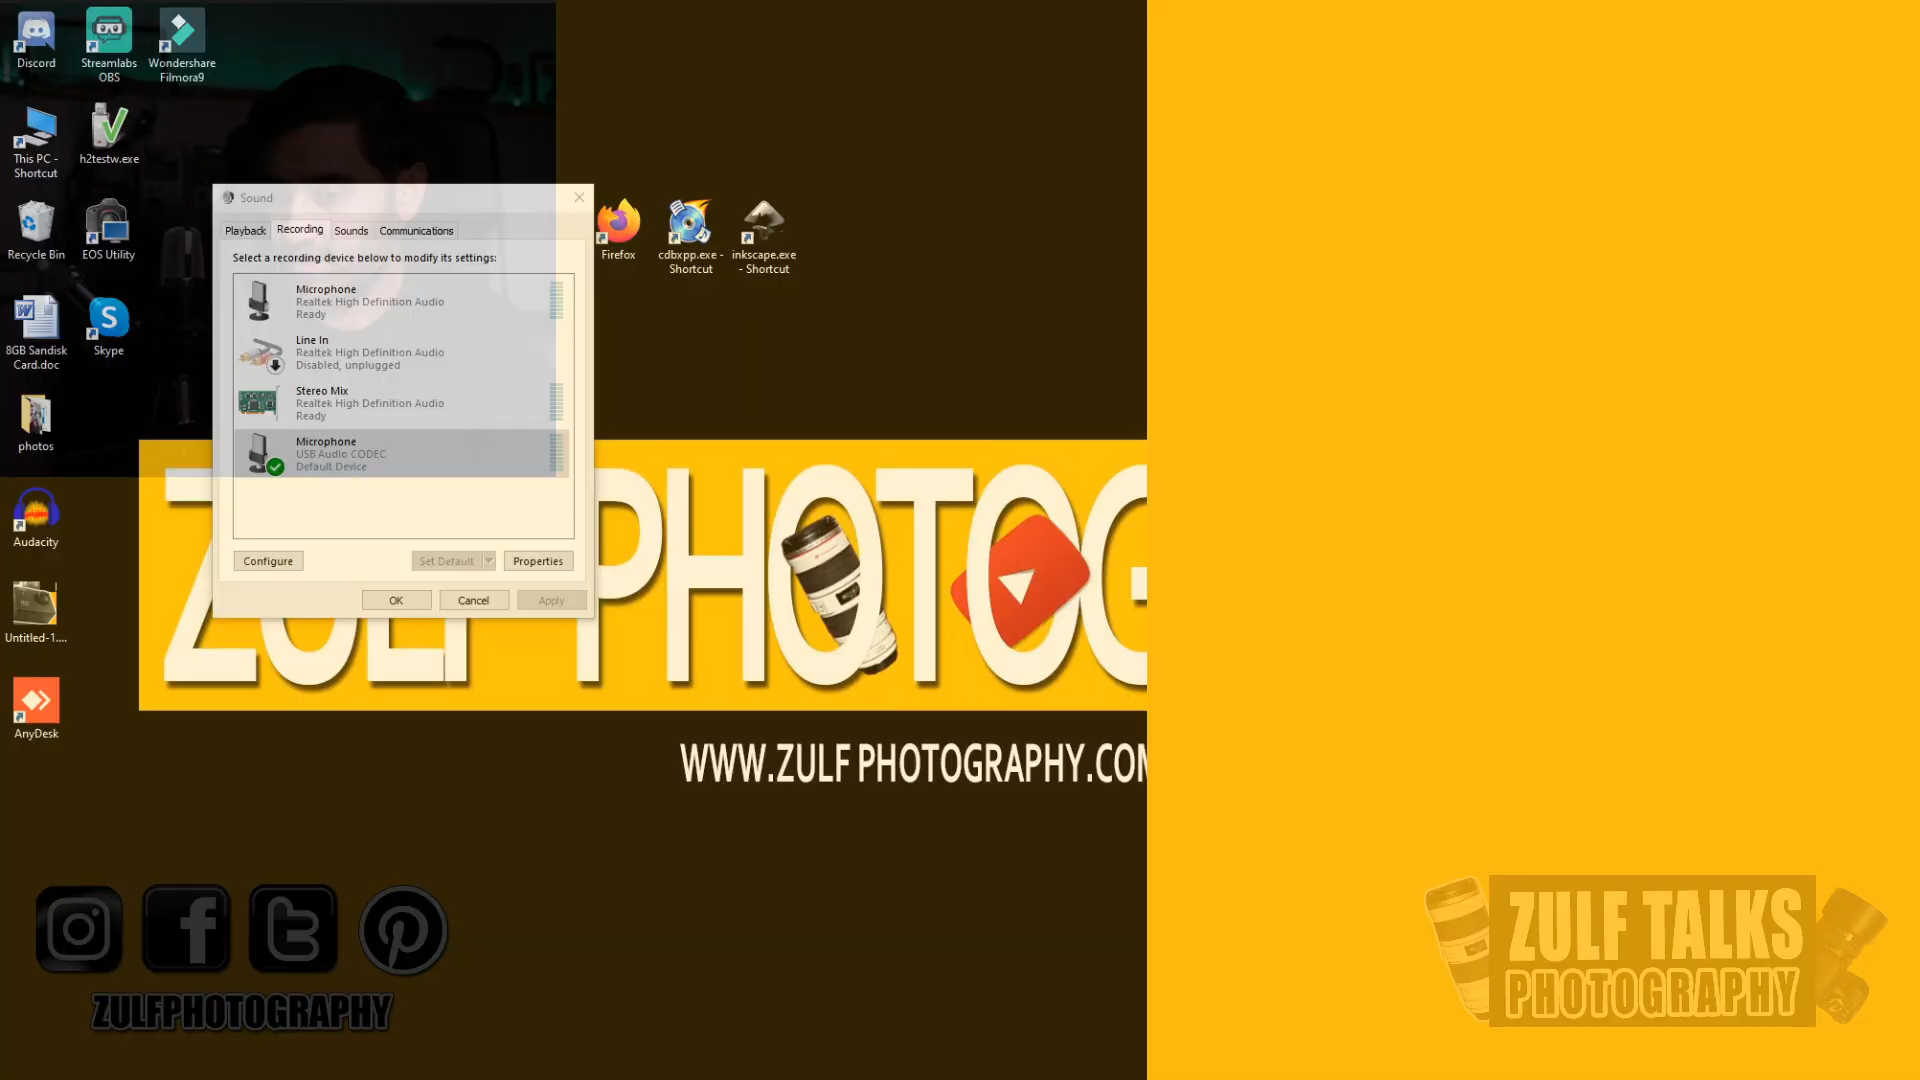 Discord
Streamlabs
OBS
Wondershare
Filmora9
This PC -
Shortcut
h2testw.exe
Recycle Bin
EOS Utility
8GB Sandisk
Card.doc
Skype
photos
Audacity
Untitled-1....
AnyDesk
Sound
Playback
Recording
Sounds
Communications
Select a recording device below to modify its settings:
Microphone
Realtek High Definition Audio
Ready
Line In
Realtek High Definition Audio
Disabled, unplugged
Stereo Mix
Realtek High Definition Audio
Ready
Microphone
USB Audio CODEC
Default Device
Configure
Set Default
Properties
OK
Cancel
Apply
Firefox
cdbxpp.exe -
Shortcut
inkscape.exe
- Shortcut
ZULF PHOTOG
WWW.ZULFPHOTOGRAPHY.COM
ZULFPHOTOGRAPHY
ZULF TALKS
PHOTOGRAPHY